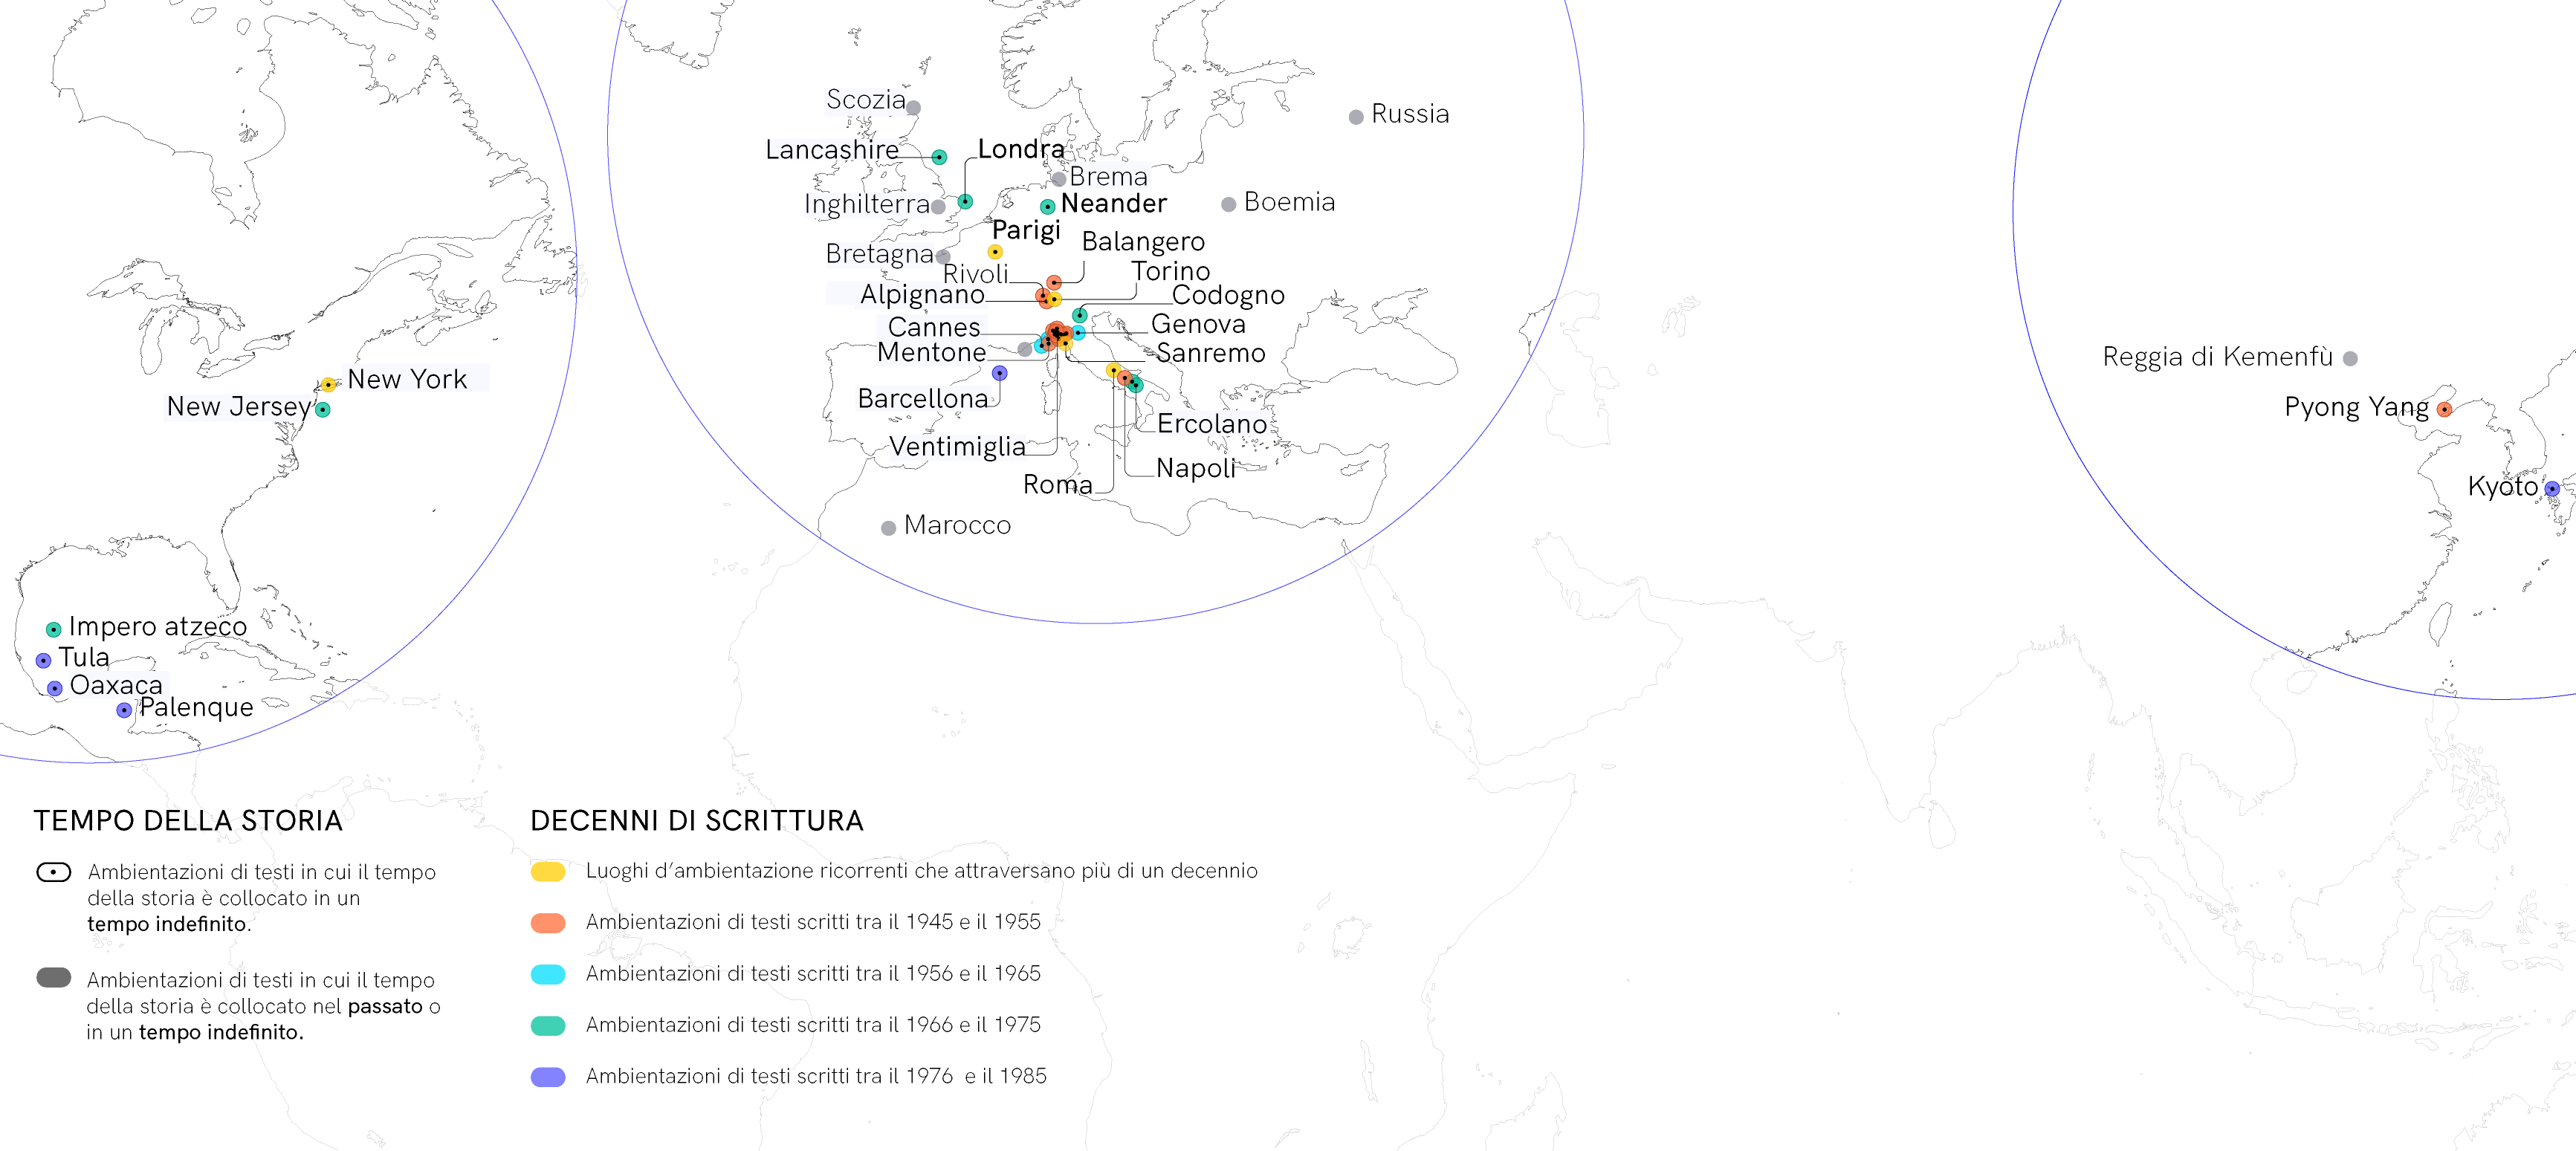 Scozia
Russia
Lancashire
Londra
Brema
Inghilterra
Neander
Boemia
Parigi
Bretagna
Balangero
Rivoli
Torino
Alpignano
Codogno
Cannes
Genova
Mentone
Sanremo
Reggia di Kemenfù
New York
New Jersey
Barcellona
Pyong Yang
Ercolano
Ventimiglia
Napoli
Roma
Kyoto
Marocco
Impero atzeco
Tula
Oaxaca
Palenque
TEMPO DELLA STORIA
Ambientazioni di testi in cui il tempo
della storia è collocato in un
tempo indefinito.
Ambientazioni di testi in cui il tempo
della storia è collocato nel passato o
in un tempo indefinito.
DECENNI DI SCRITTURA
Luoghi d’ambientazione ricorrenti che attraversano più di un decennio
Ambientazioni di testi scritti tra il 1945 e il 1955
Ambientazioni di testi scritti tra il 1956 e il 1965
Ambientazioni di testi scritti tra il 1966 e il 1975
Ambientazioni di testi scritti tra il 1976 e il 1985